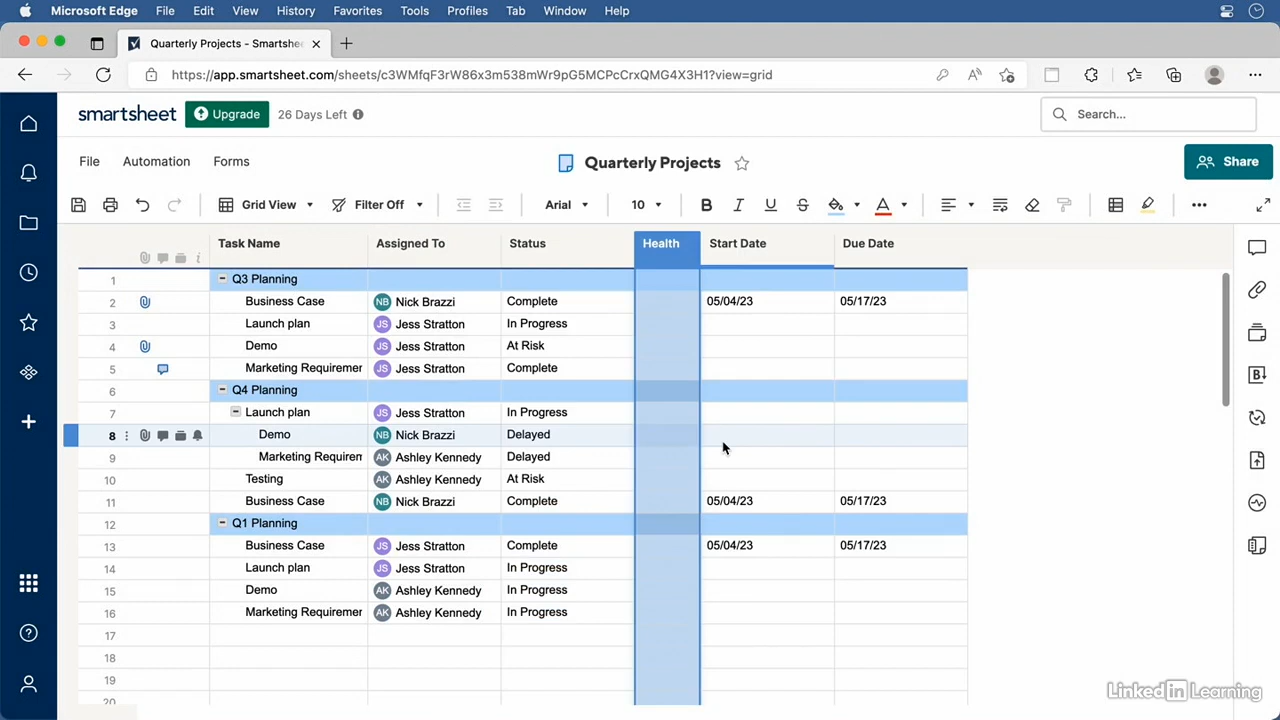 Microsoft Edge File Edit View History Favorites Tools Profiles Tab Window Help
Quarterly Projects - Smartshe
https://app.smartsheet.com/sheets/c3WMfqF3rW86x3m538mWr9pG5MCPcCrxQMG4X3H1?view=grid
smartsheet Upgrade 26 Days Left Search...
File Automation Forms Quarterly Projects Share
Grid View Filter Off Arial 10 B I U S A
Task Name Assigned To Status Health Start Date Due Date
1 Q3 Planning
2 Business Case NB Nick Brazzi Complete 05/04/23 05/17/23
3 Launch plan JS Jess Stratton In Progress
4 Demo JS Jess Stratton At Risk
5 Marketing Requiremer JS Jess Stratton Complete
6 Q4 Planning
7 Launch plan JS Jess Stratton In Progress
8 Demo NB Nick Brazzi Delayed
9 Marketing Requirem AK Ashley Kennedy Delayed
10 Testing AK Ashley Kennedy At Risk
11 Business Case NB Nick Brazzi Complete 05/04/23 05/17/23
12 Q1 Planning
13 Business Case JS Jess Stratton Complete 05/04/23 05/17/23
14 Launch plan JS Jess Stratton In Progress
15 Demo AK Ashley Kennedy In Progress
16 Marketing Requiremer AK Ashley Kennedy In Progress
17
18
19
20
LinkedIn Learning